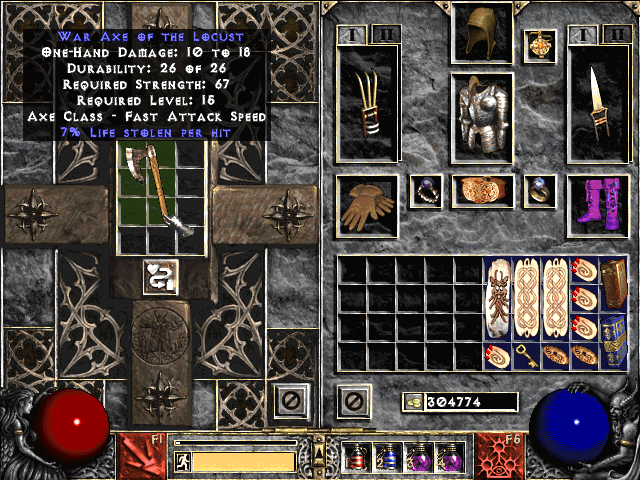 War Axe of the Locust
One-Hand Damage: 10 to 18
Durability: 26 of 26
Required Strength: 67
Required Level: 15
Axe Class - Fast Attack Speed
7% Life stolen per hit
I II
I II
304774
F1
F6